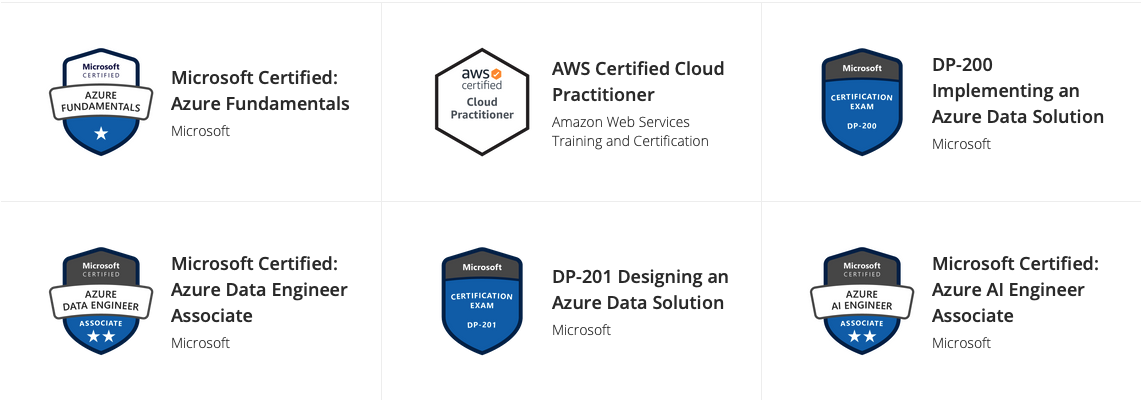 Microsoft
CERTIFIED
AZURE
FUNDAMENTALS
Microsoft Certified:
Azure Fundamentals
Microsoft
aws
certified
Cloud
Practitioner
AWS Certified Cloud
Practitioner
Amazon Web Services
Training and Certification
Microsoft
CERTIFICATION
EXAM
DP-200
DP-200
Implementing an
Azure Data Solution
Microsoft
Microsoft
CERTIFIED
AZURE
DATA ENGINEER
ASSOCIATE
Microsoft Certified:
Azure Data Engineer
Associate
Microsoft
Microsoft
CERTIFICATION
EXAM
DP-201
DP-201 Designing an
Azure Data Solution
Microsoft
Microsoft
CERTIFIED
AZURE
AI ENGINEER
ASSOCIATE
Microsoft Certified:
Azure AI Engineer
Associate
Microsoft